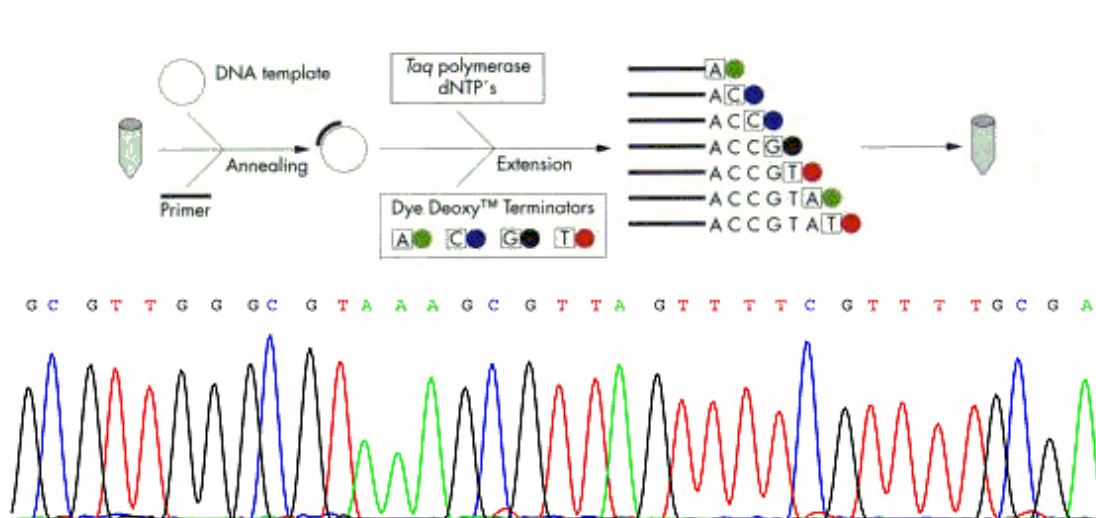 DNA template
Taq polymerase
dNTP's
Annealing
Extension
Primer
Dye Deoxy™ Terminators
A C G T
A
A C
A C C
A C C G
A C C G T
A C C G T A
A C C G T A T
G C G T T G G G C G T A A A G C G T T A G T T T T C G T T T T G C G A